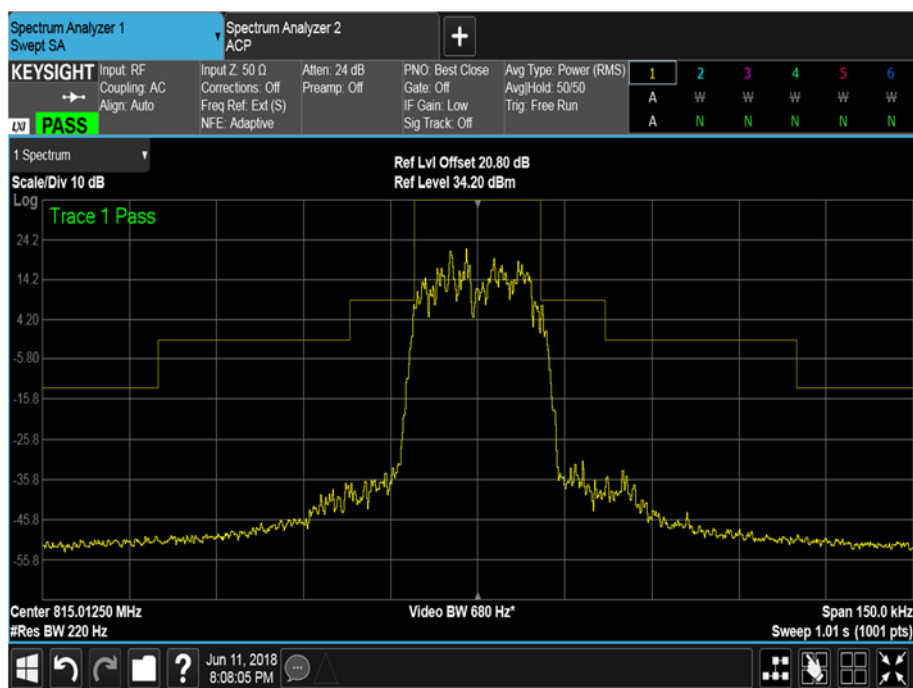 Spectrum Analyzer 1
Swept SA
Spectrum Analyzer 2
ACP
+
KEYSIGHT
LXI
PASS
Input: RF
Coupling: AC
Align: Auto
Input Z: 50 Ω
Corrections: Off
Freq Ref: Ext (S)
NFE: Adaptive
Atten: 24 dB
Preamp: Off
PNO: Best Close
Gate: Off
IF Gain: Low
Sig Track: Off
Avg Type: Power (RMS)
Avg|Hold: 50/50
Trig: Free Run
1 2 3 4 5 6
A W W W W W
A N N N N N
1 Spectrum
Scale/Div 10 dB
Ref Lvl Offset 20.80 dB
Ref Level 34.20 dBm
Log
Trace 1 Pass
24.2
14.2
4.20
-5.80
-15.8
-25.8
-35.8
-45.8
-55.8
Center 815.01250 MHz
#Res BW 220 Hz
Video BW 680 Hz*
Span 150.0 kHz
Sweep 1.01 s (1001 pts)
?
Jun 11, 2018
8:08:05 PM